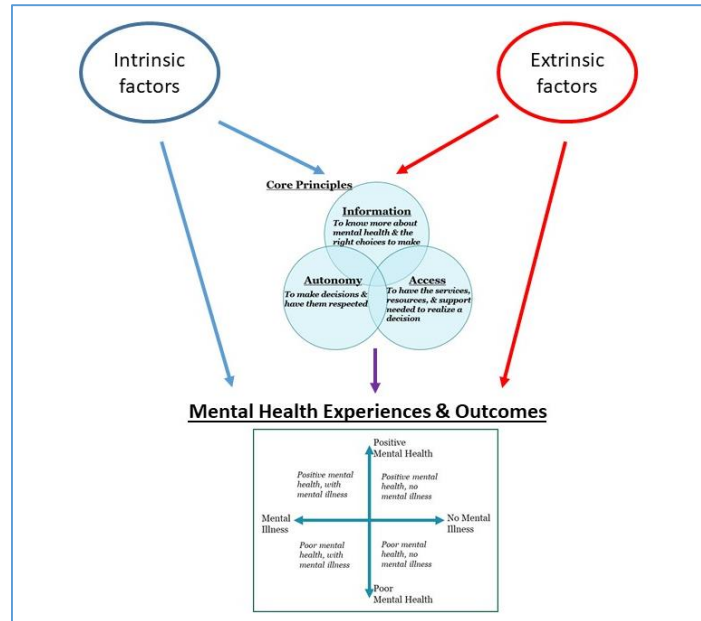 Intrinsic
factors
Extrinsic
factors
Core Principles
Information
To know more about
mental health & the
right choices to make
Autonomy
To make decisions &
have them respected
Access
To have the services,
resources, & support
needed to realize a
decision
Mental Health Experiences & Outcomes
Positive
Mental Health
Positive mental
health, with
mental illness
Positive mental
health, no
mental illness
Mental
Illness
No Mental
Illness
Poor mental
health, with
mental illness
Poor mental
health, no
mental illness
Poor
Mental Health